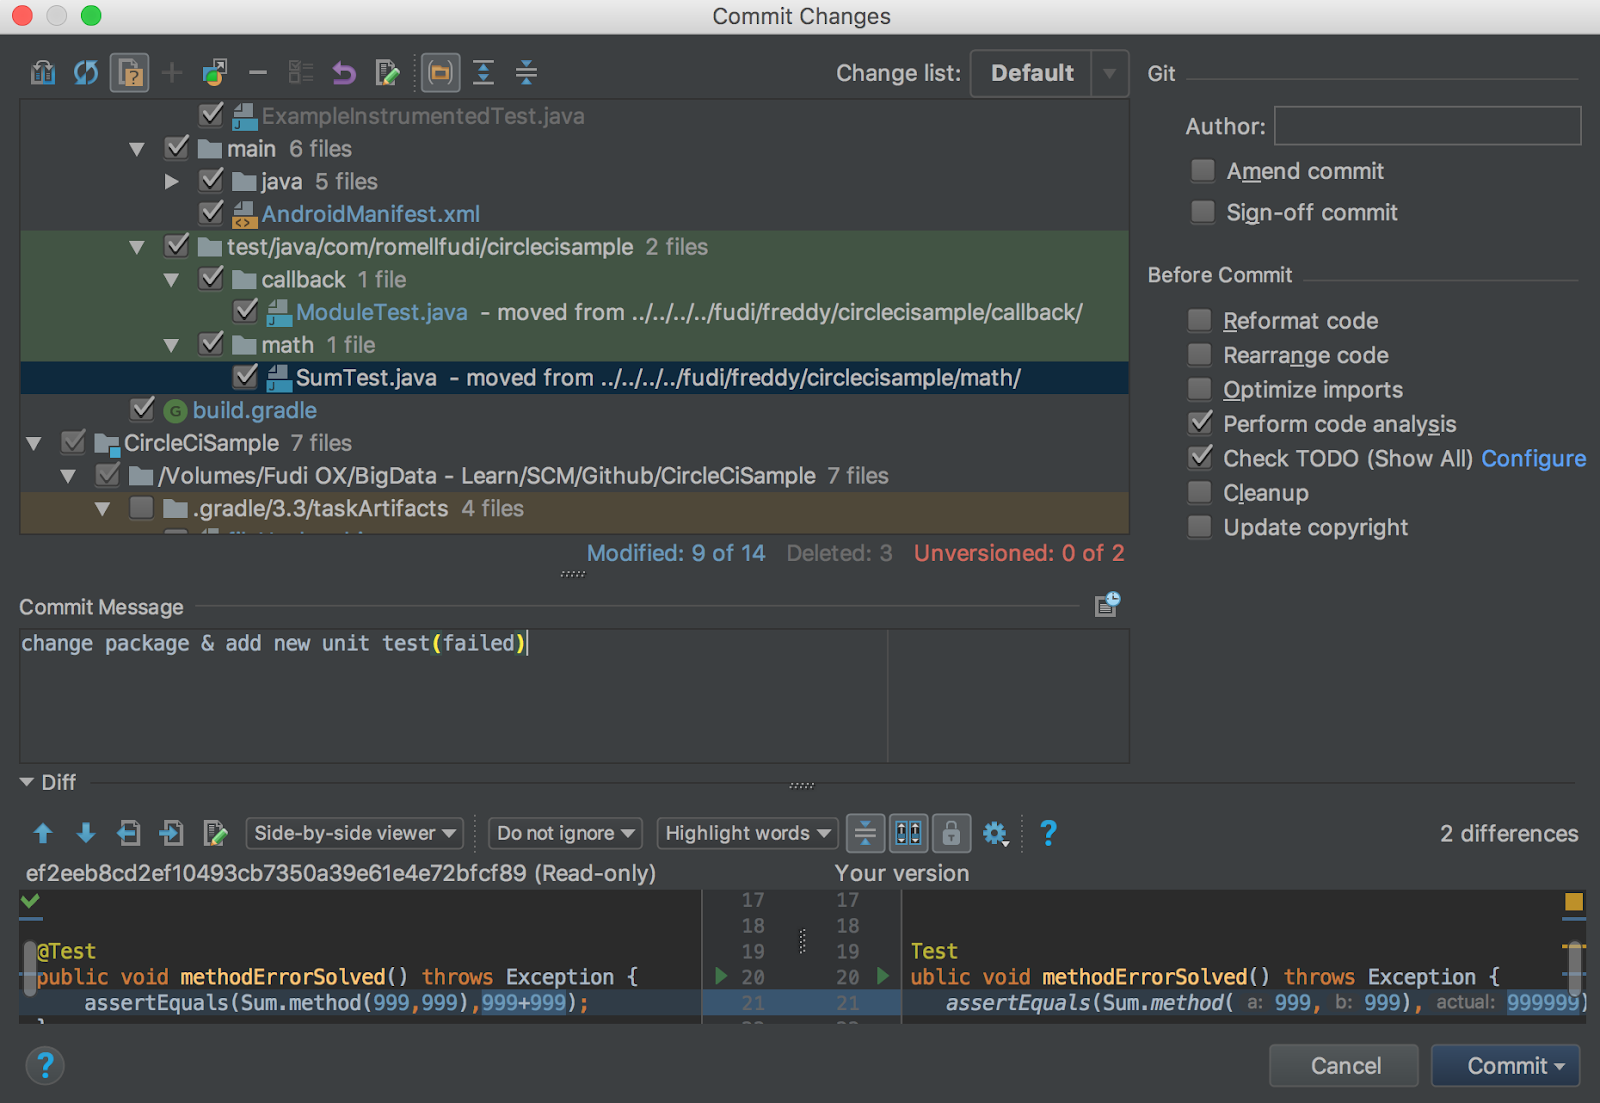 Commit Changes
Change list: Default
Git
ExampleInstrumentedTest.java
Author:
main 6 files
Amend commit
java 5 files
AndroidManifest.xml
Sign-off commit
test/java/com/romellfudi/circlecisample 2 files
callback 1 file
Before Commit
ModuleTest.java - moved from ../../../../fudi/freddy/circlecisample/callback/
Reformat code
math 1 file
Rearrange code
SumTest.java - moved from ../../../../fudi/freddy/circlecisample/math/
Optimize imports
build.gradle
Perform code analysis
CircleCiSample 7 files
Check TODO (Show All) Configure
/Volumes/Fudi OX/BigData - Learn/SCM/Github/CircleCiSample 7 files
Cleanup
.gradle/3.3/taskArtifacts 4 files
Update copyright
Modified: 9 of 14 Deleted: 3 Unversioned: 0 of 2
Commit Message
change package & add new unit test(failed)
Diff
Side-by-side viewer Do not ignore Highlight words ? 2 differences
ef2eeb8cd2ef10493cb7350a39e61e4e72bfcf89 (Read-only) Your version
17 17
18 18
@Test 19 19 Test
public void methodErrorSolved() throws Exception { 20 20 ublic void methodErrorSolved() throws Exception {
assertEquals(Sum.method(999,999),999+999); 21 21 assertEquals(Sum.method( a: 999, b: 999), actual: 999999)
? Cancel Commit